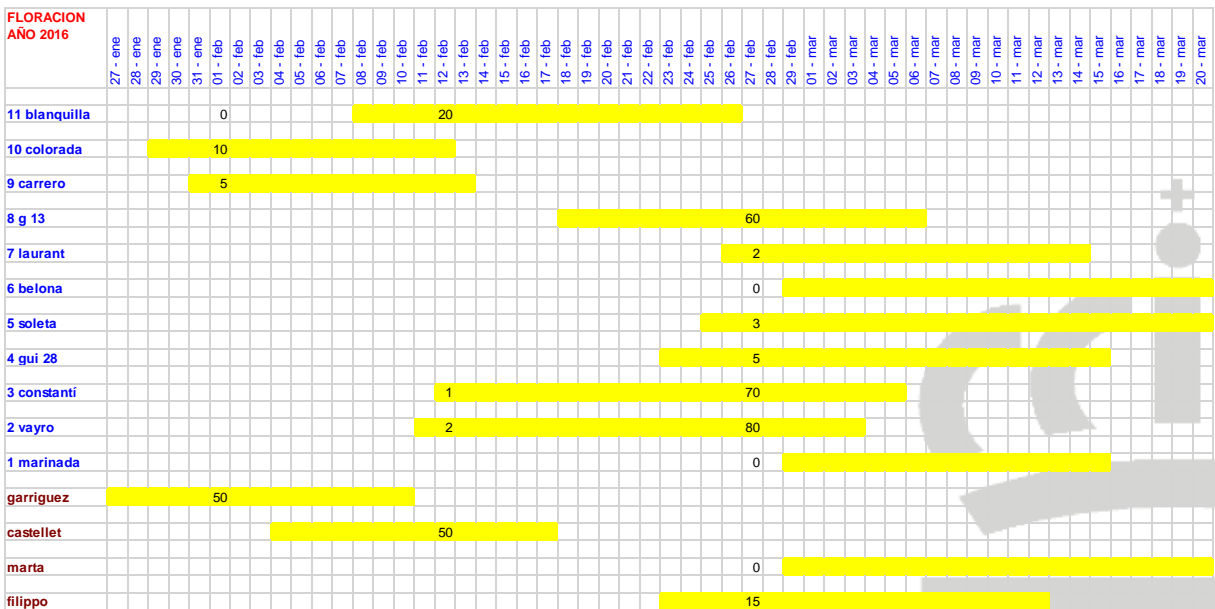 FLORACION
AÑO 2016
27 - ene 28 - ene 29 - ene 30 - ene 31 - ene 01 - feb 02 - feb 03 - feb 04 - feb 05 - feb 06 - feb 07 - feb 08 - feb 09 - feb 10 - feb 11 - feb 12 - feb 13 - feb 14 - feb 15 - feb 16 - feb 17 - feb 18 - feb 19 - feb 20 - feb 21 - feb 22 - feb 23 - feb 24 - feb 25 - feb 26 - feb 27 - feb 28 - feb 29 - feb 01 - mar 02 - mar 03 - mar 04 - mar 05 - mar 06 - mar 07 - mar 08 - mar 09 - mar 10 - mar 11 - mar 12 - mar 13 - mar 14 - mar 15 - mar 16 - mar 17 - mar 18 - mar 19 - mar 20 - mar
11 blanquilla 0 20
10 colorada 10
9 carrero 5
8 g 13 60
7 laurant 2
6 belona 0
5 soleta 3
4 gui 28 5
3 constantí 1 70
2 vayro 2 80
1 marinada 0
garriguez 50
castellet 50
marta 0
filippo 15